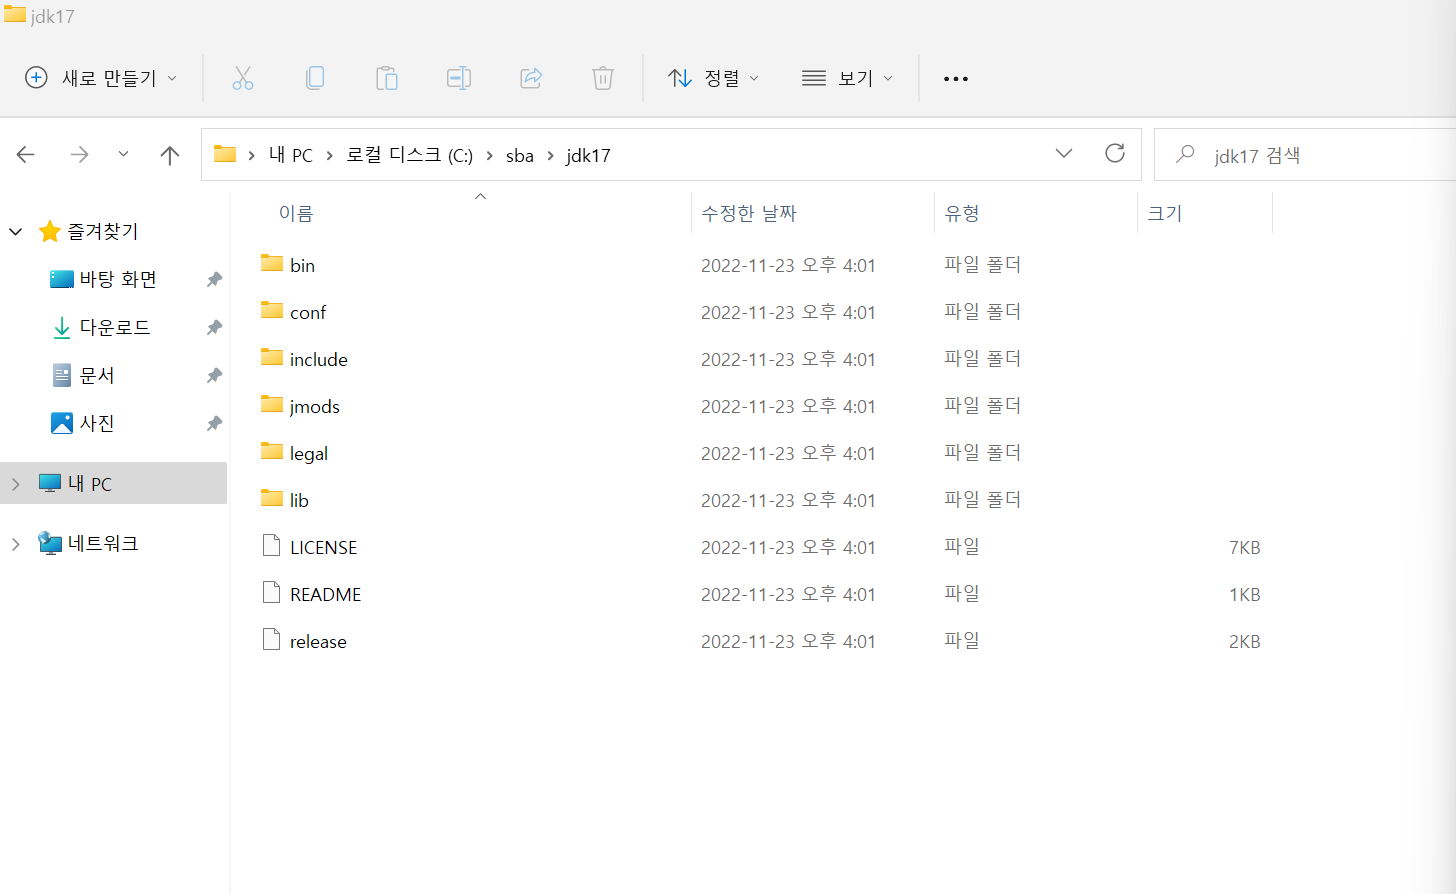 jdk17
새로 만들기 정렬 보기
내 PC 로컬 디스크 (C:) sba jdk17 jdk17 검색
이름 수정한 날짜 유형 크기
즐겨찾기
바탕 화면
다운로드
문서
사진
내 PC
네트워크
bin 2022-11-23 오후 4:01 파일 폴더
conf 2022-11-23 오후 4:01 파일 폴더
include 2022-11-23 오후 4:01 파일 폴더
jmods 2022-11-23 오후 4:01 파일 폴더
legal 2022-11-23 오후 4:01 파일 폴더
lib 2022-11-23 오후 4:01 파일 폴더
LICENSE 2022-11-23 오후 4:01 파일 7KB
README 2022-11-23 오후 4:01 파일 1KB
release 2022-11-23 오후 4:01 파일 2KB